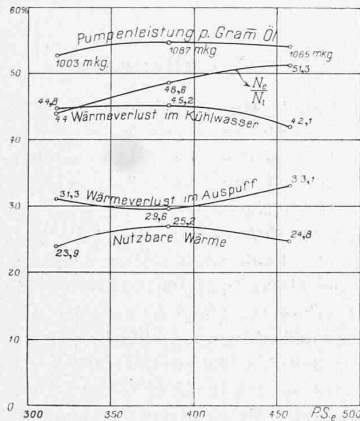 60%
Pumpenleistung p. Gram̅ Öl
1003 mkg.
1087 mkg
1065 mkg.
50
51,3
48,8
Ne
Ni
44,8
45,2
44
Wärmeverlust im Kühlwasser
42,1
40
33,1
31,3
Wärmeverlust im Auspuff
30
29,6
25,2
Nutzbare Wärme
23,9
24,8
20
10
0
300
350
400
450
PSe
500